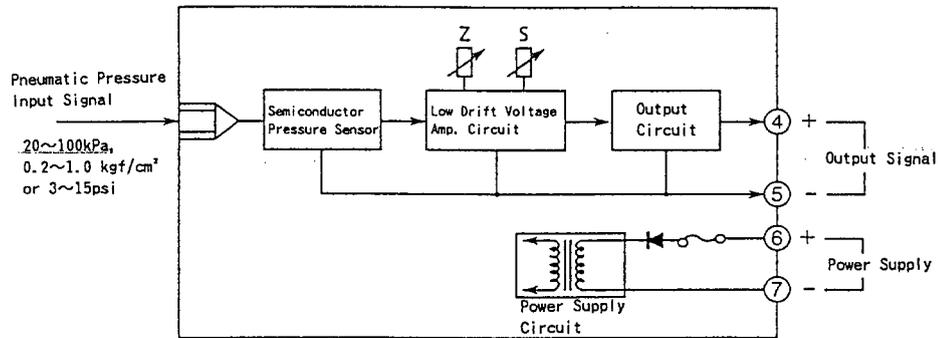 Z
S
Pneumatic Pressure
Input Signal
20～100kPa,
0.2～1.0 kgf/cm²
or 3～15psi
Semiconductor
Pressure Sensor
Low Drift Voltage
Amp. Circuit
Output
Circuit
④ +
Output Signal
⑤ -
⑥ +
Power Supply
⑦ -
Power Supply
Circuit